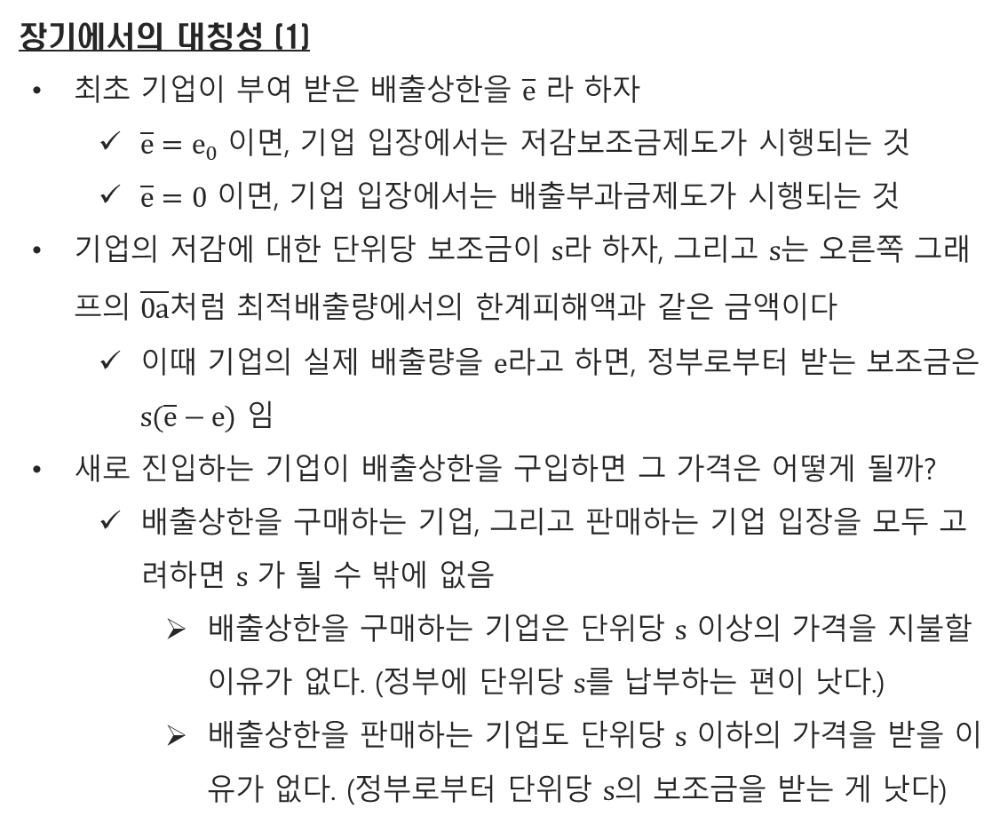 장기에서의 대칭성 (1)
• 최초 기업이 부여 받은 배출상한을 e̅ 라 하자
✓ e̅ = e₀ 이면, 기업 입장에서는 저감보조금제도가 시행되는 것
✓ e̅ = 0 이면, 기업 입장에서는 배출부과금제도가 시행되는 것
• 기업의 저감에 대한 단위당 보조금이 s라 하자, 그리고 s는 오른쪽 그래
프의 0̅a̅처럼 최적배출량에서의 한계피해액과 같은 금액이다
✓ 이때 기업의 실제 배출량을 e라고 하면, 정부로부터 받는 보조금은
s(e̅ − e) 임
• 새로 진입하는 기업이 배출상한을 구입하면 그 가격은 어떻게 될까?
✓ 배출상한을 구매하는 기업, 그리고 판매하는 기업 입장을 모두 고
려하면 s 가 될 수 밖에 없음
➢ 배출상한을 구매하는 기업은 단위당 s 이상의 가격을 지불할
이유가 없다. (정부에 단위당 s를 납부하는 편이 낫다.)
➢ 배출상한을 판매하는 기업도 단위당 s 이하의 가격을 받을 이
유가 없다. (정부로부터 단위당 s의 보조금을 받는 게 낫다)